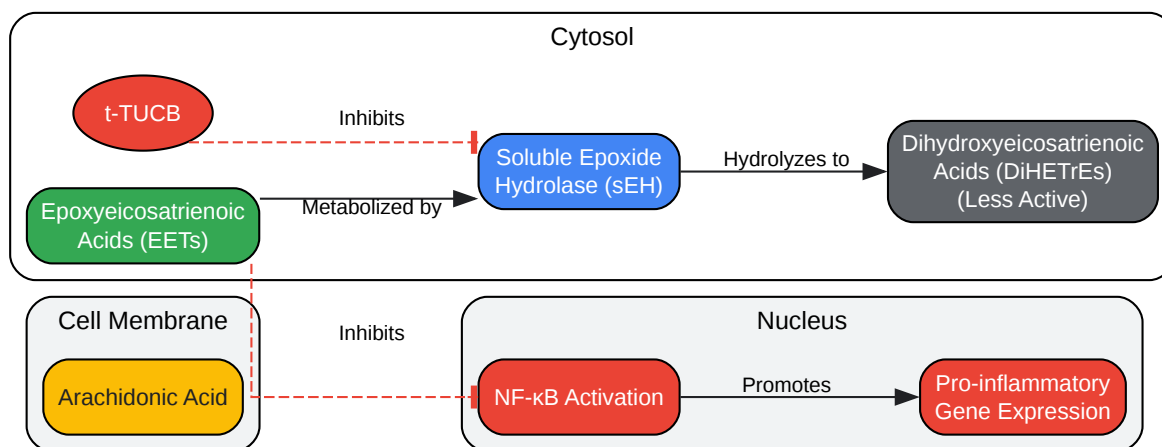 Cytosol
t-TUCB
Inhibits
Soluble Epoxide
Hydrolase (sEH)
Hydrolyzes to
Dihydroxyeicosatrienoic
Acids (DiHETrEs)
(Less Active)
Epoxyeicosatrienoic
Acids (EETs)
Metabolized by
Cell Membrane
Arachidonic Acid
Inhibits
Nucleus
NF-κB Activation
Promotes
Pro-inflammatory
Gene Expression